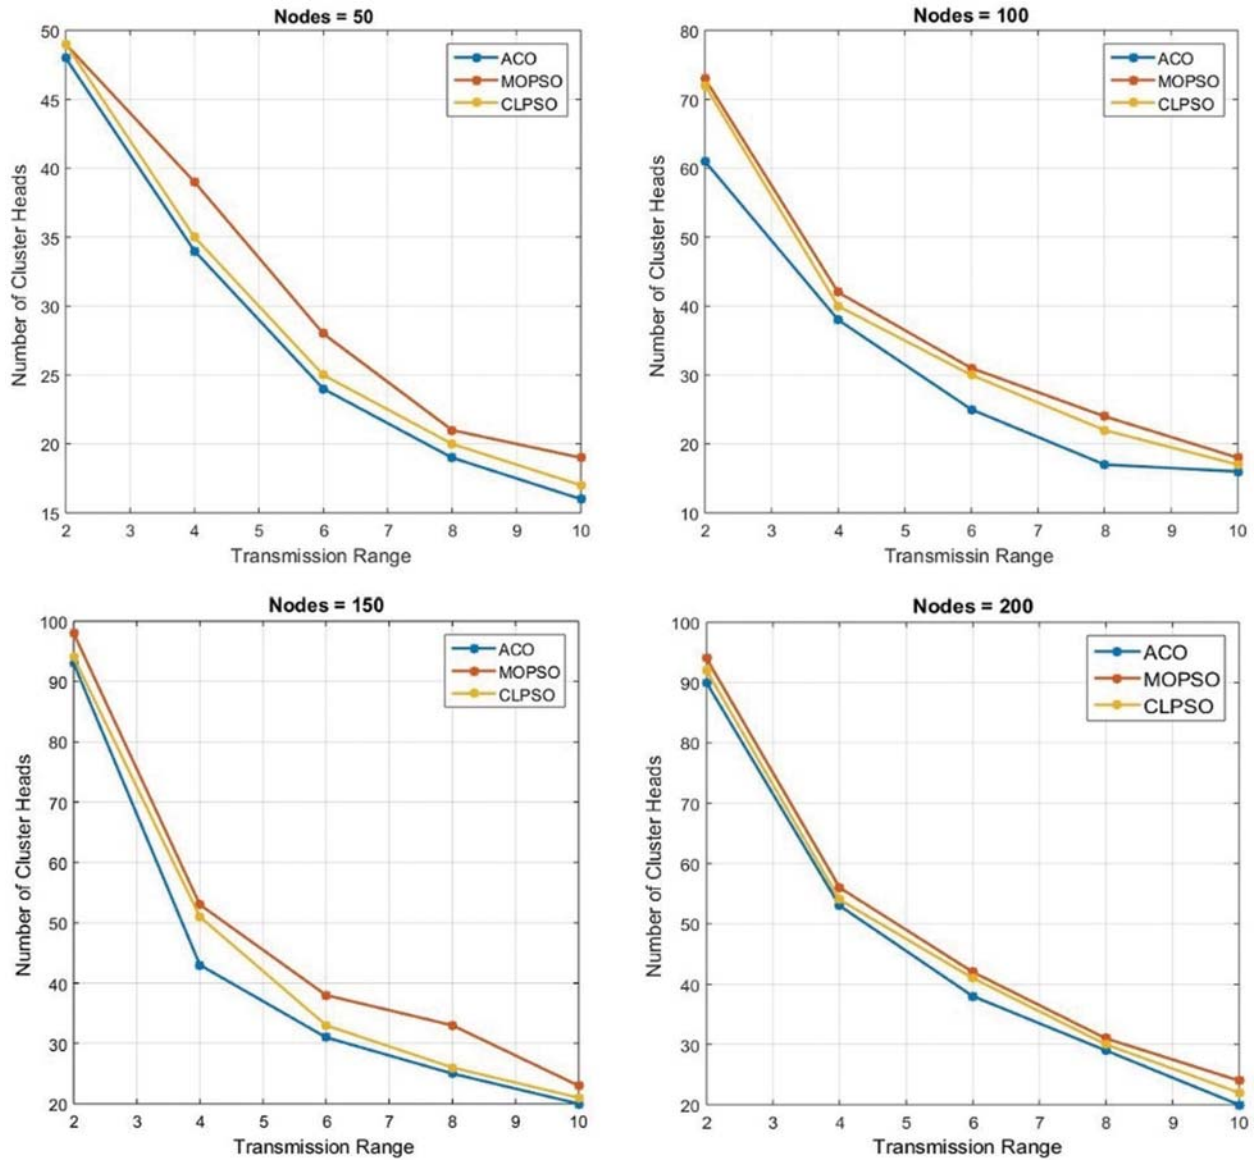 Nodes = 50
50
45
40
35
30
25
20
15
Number of Cluster Heads
ACO
MOPSO
CLPSO
2 3 4 5 6 7 8 9 10
Transmission Range
Nodes = 100
80
70
60
50
40
30
20
10
Number of Cluster Heads
ACO
MOPSO
CLPSO
2 3 4 5 6 7 8 9 10
Transmissin Range
Nodes = 150
100
90
80
70
60
50
40
30
20
Number of Cluster Heads
ACO
MOPSO
CLPSO
2 3 4 5 6 7 8 9 10
Transmission Range
Nodes = 200
100
90
80
70
60
50
40
30
20
Number of Cluster Heads
ACO
MOPSO
CLPSO
2 3 4 5 6 7 8 9 10
Transmission Range